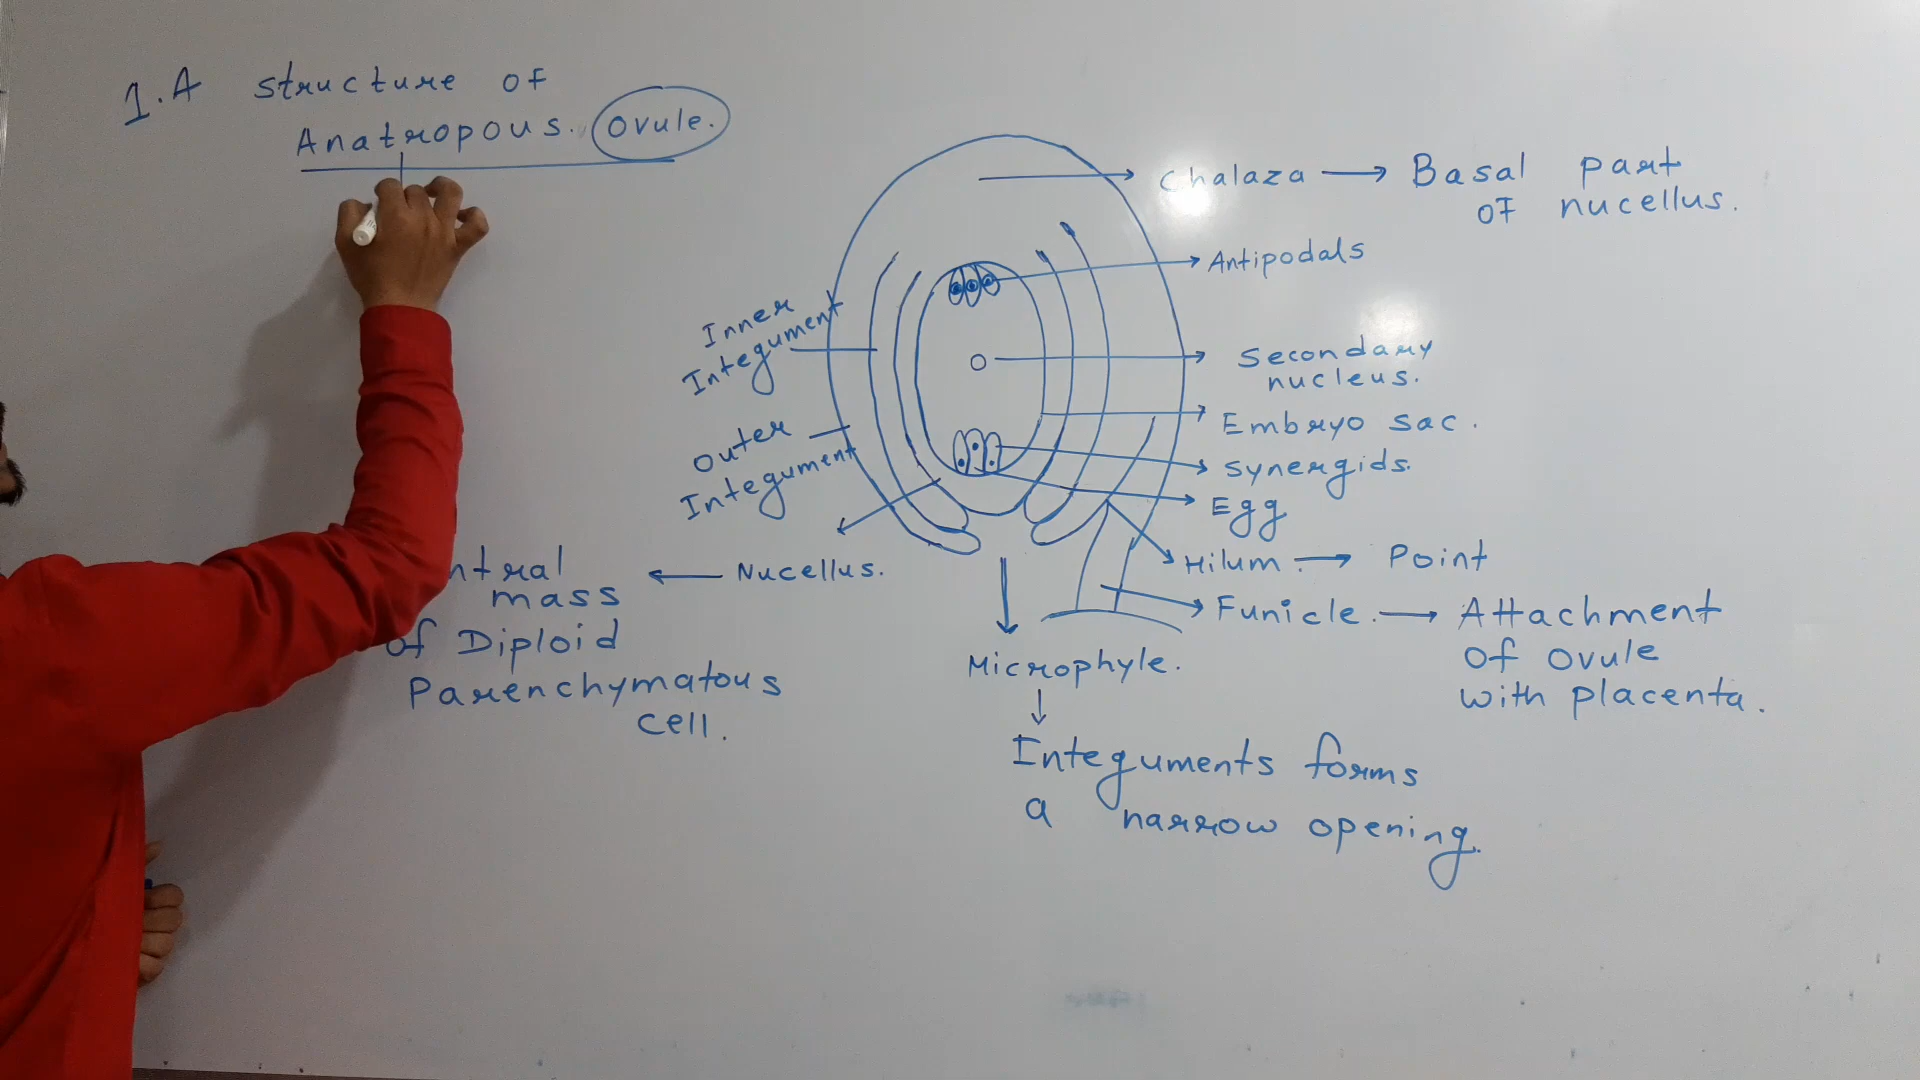 1. A structure of
Anatropous. Ovule.
Chalaza → Basal part
of nucellus.
Antipodals
Inner
Integument
Secondary
nucleus.
Embryo sac.
Outer
Integument
Synergids.
Egg
Hilum. → Point
Nucellus.
ntral
mass
of Diploid
Parenchymatous
cell.
Funicle. → Attachment
of ovule
with placenta.
Microphyle.
↓
Integuments forms
a narrow opening.